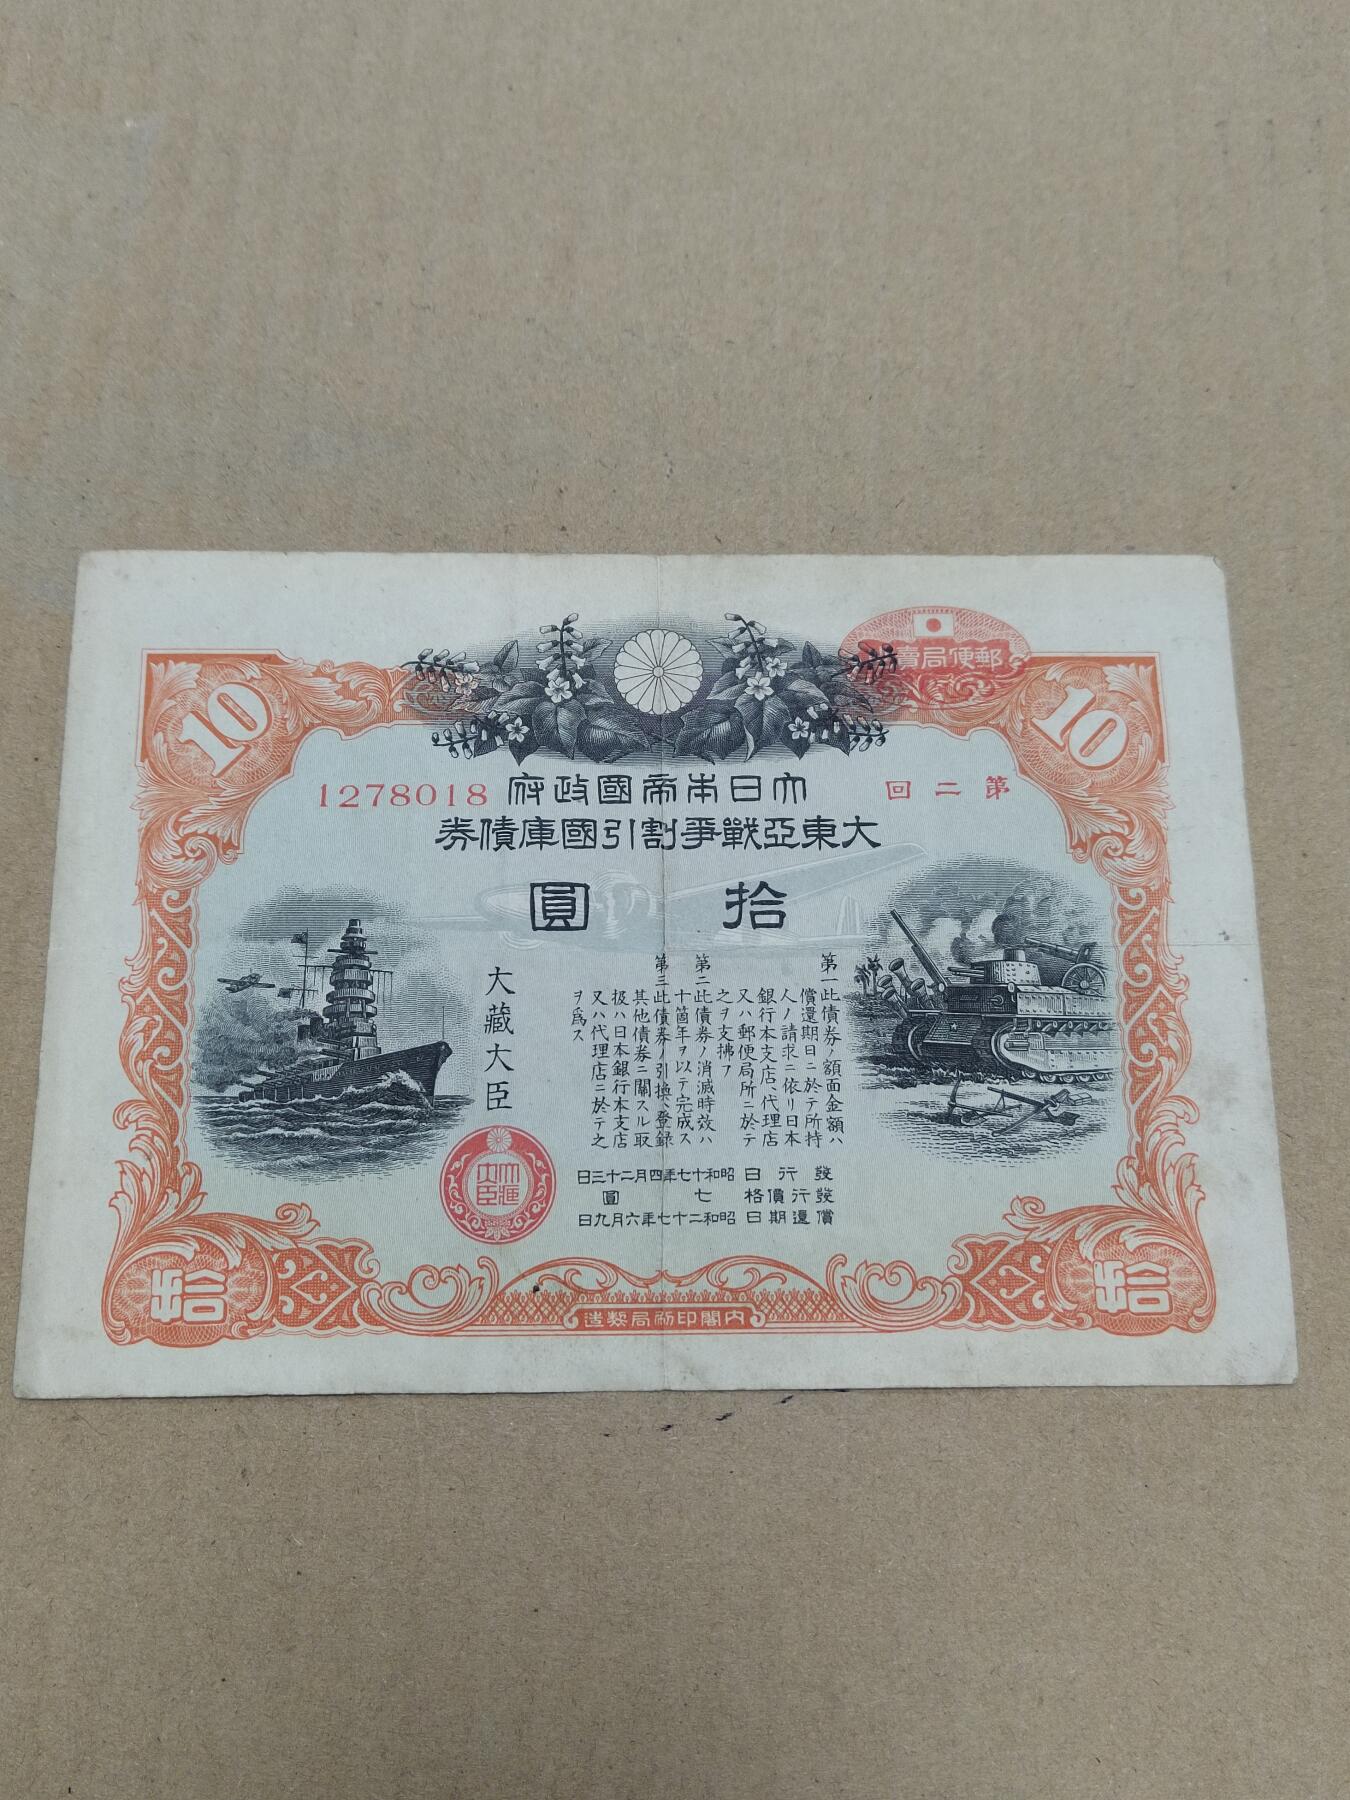 郵便局賣
10
10
第二回
大日本帝國政府
1278018
大東亞戰爭割引國庫債券
拾圓
第一此債券ノ額面金額ハ
償還期日ニ於テ所持
人ノ請求ニ依リ日本
銀行本支店、代理店
又ハ郵便局所ニ於テ
之ヲ支拂フ
第二此債券ノ消滅時效ハ
十箇年ヲ以テ完成ス
第三此債券ノ引換、登錄
其他債券ニ關スル取
扱ハ日本銀行本支店
又ハ代理店ニ於テ之
ヲ爲ス
大藏大臣
大藏大臣
發行日 昭和十七年四月二十三日
發行價格 七圓
償還期日 昭和二十七年六月九日
拾
拾
內閣印刷局製造